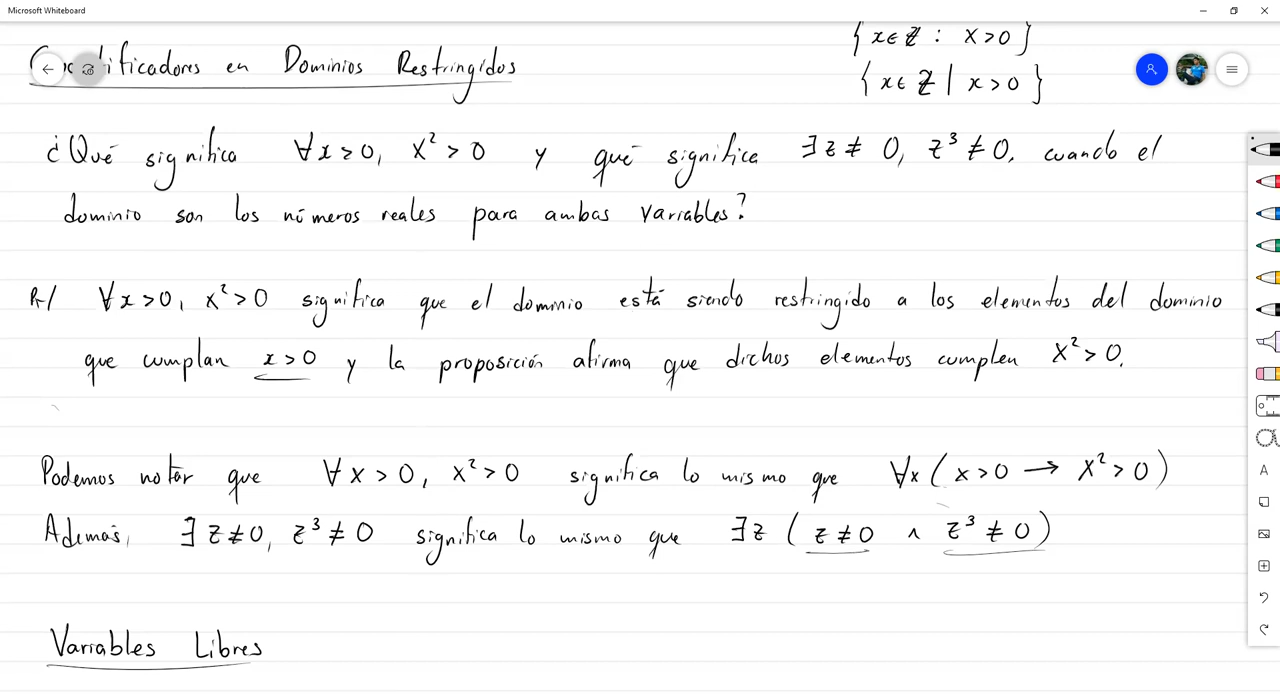 Microsoft Whiteboard
{ x ∈ ℤ : x > 0 }
Cuantificadores en Dominios Restringidos
{ x ∈ ℤ | x > 0 }
¿Qué significa ∀x > 0, x² > 0 y qué significa ∃z ≠ 0, z³ ≠ 0, cuando el
dominio son los números reales para ambas variables?
R/ ∀x > 0, x² > 0 significa que el dominio está siendo restringido a los elementos del dominio
que cumplan x > 0 y la proposición afirma que dichos elementos cumplen x² > 0.
Podemos notar que ∀x > 0, x² > 0 significa lo mismo que ∀x ( x > 0 → x² > 0 )
Además, ∃z ≠ 0, z³ ≠ 0 significa lo mismo que ∃z ( z ≠ 0 ∧ z³ ≠ 0 )
Variables Libres